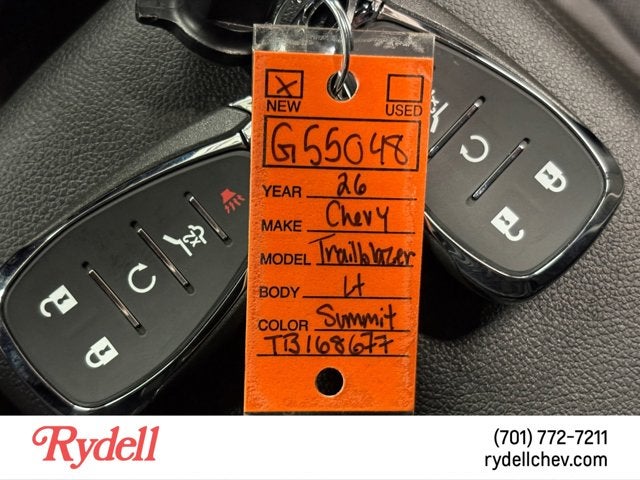 NEW USED
G55048
YEAR 26
MAKE Chevy
MODEL Trailblazer
BODY Lt
COLOR Summit
TB168677
Rydell
(701) 772-7211
rydellchev.com